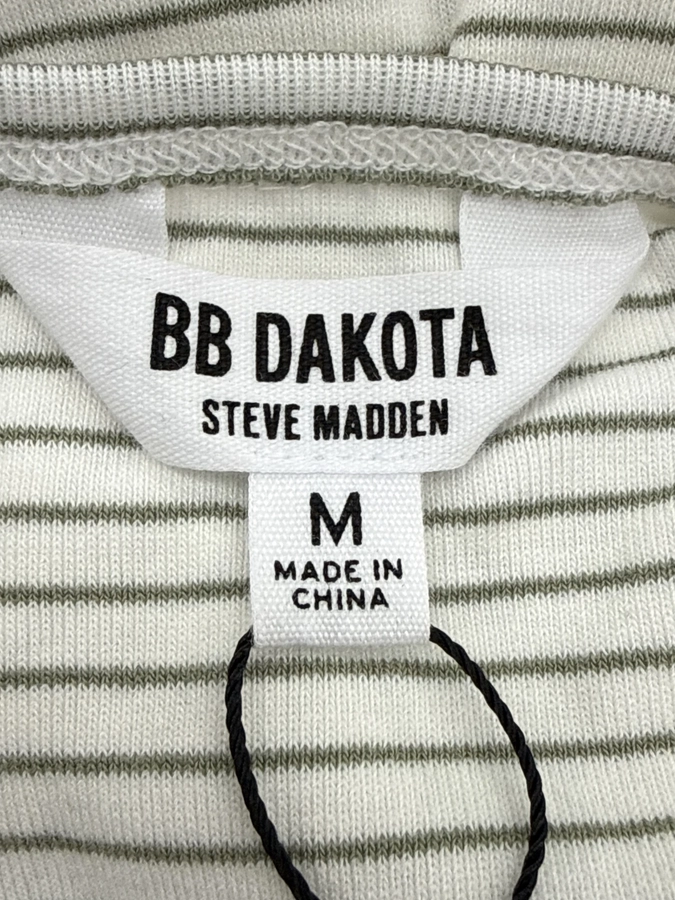 BB DAKOTA
STEVE MADDEN
M
MADE IN
CHINA